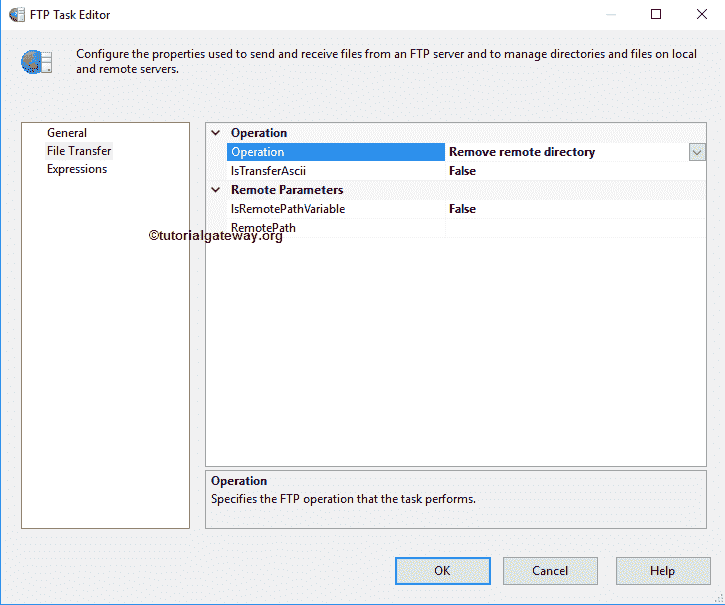 FTP Task Editor
Configure the properties used to send and receive files from an FTP server and to manage directories and files on local
and remote servers.
General
File Transfer
Expressions
Operation
Operation Remove remote directory
IsTransferAscii False
Remote Parameters
IsRemotePathVariable False
RemotePath
©tutorialgateway.org
Operation
Specifies the FTP operation that the task performs.
OK Cancel Help